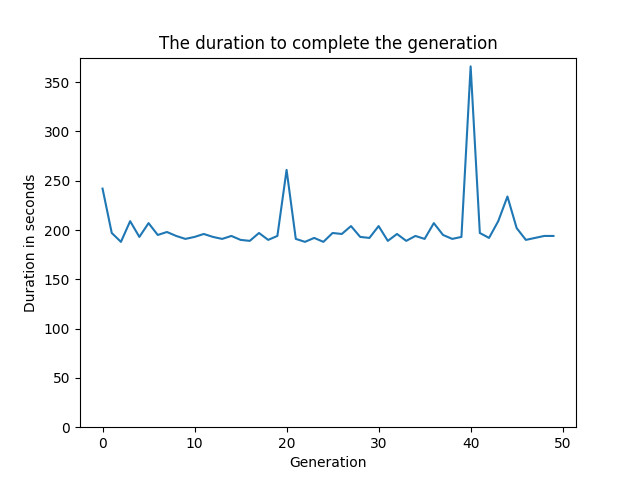 The duration to complete the generation
350
300
250
200
150
100
50
0
Duration in seconds
0 10 20 30 40 50
Generation